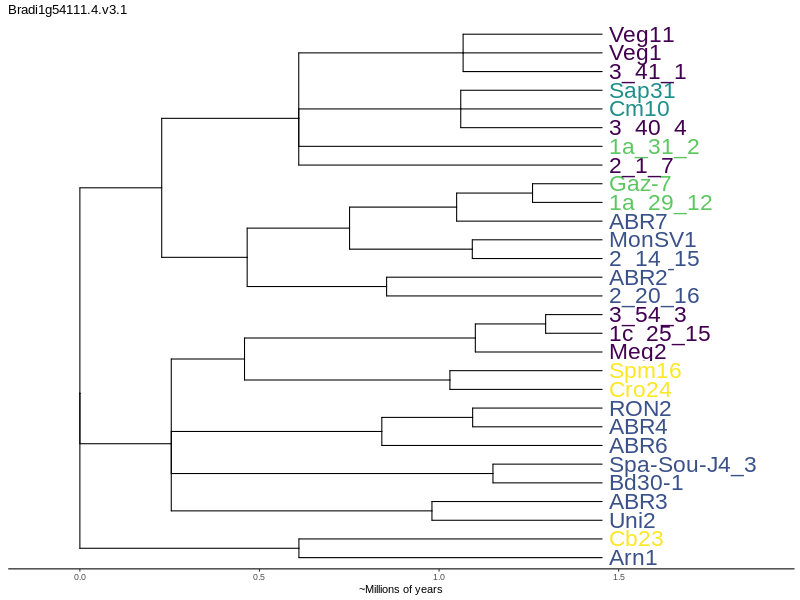 Bradi1g54111.4.v3.1
Veg11
Veg1
3_41_1
Sap31
Cm10
3_40_4
1a_31_2
2_1_7
Gaz-7
1a_29_12
ABR7
MonSV1
2_14_15
ABR2
2_20_16
3_54_3
1c_25_15
Meg2
Spm16
Cro24
RON2
ABR4
ABR6
Spa-Sou-J4_3
Bd30-1
ABR3
Uni2
Cb23
Arn1
0.0 0.5 1.0 1.5
~Millions of years